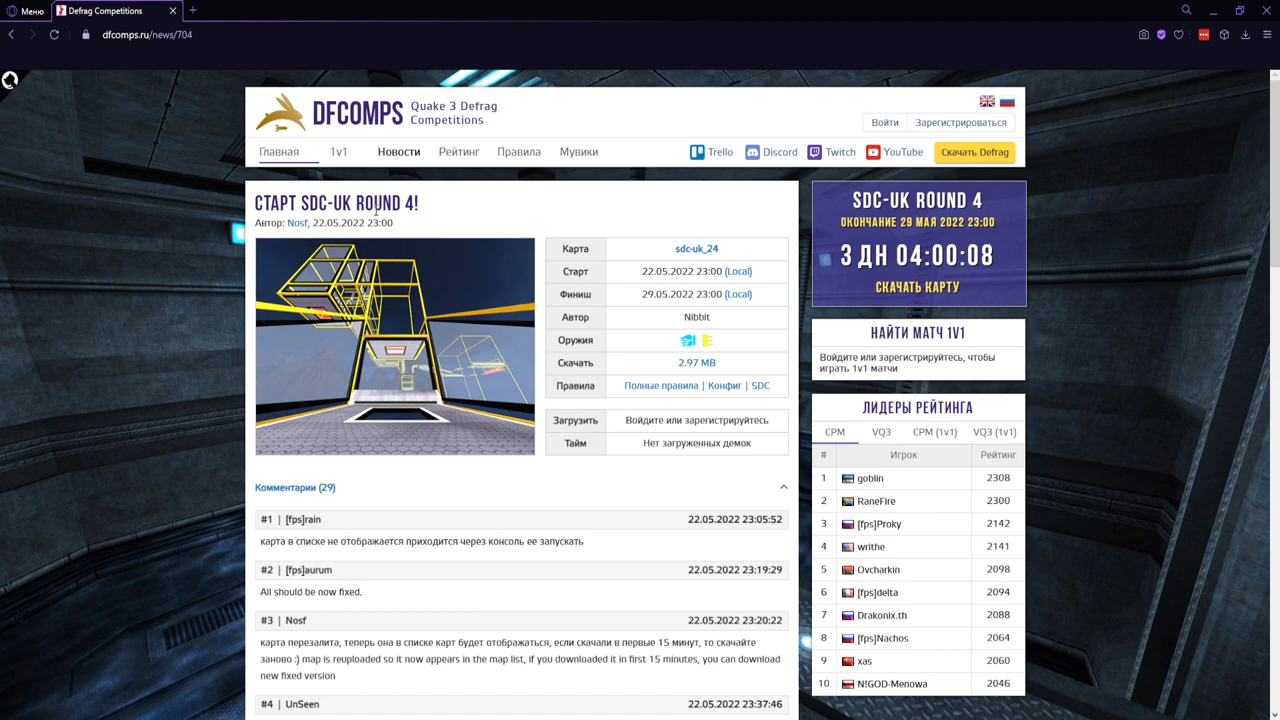 Меню
Defrag Competitions
dfcomps.ru/news/704
DFCOMPS
Quake 3 Defrag
Competitions
Войти
Зарегистрироваться
Главная
1v1
Новости
Рейтинг
Правила
Мувики
Trello
Discord
Twitch
YouTube
Скачать Defrag
СТАРТ SDC-UK ROUND 4!
Автор: Nosf, 22.05.2022 23:00
Карта sdc-uk_24
Старт 22.05.2022 23:00 (Local)
Финиш 29.05.2022 23:00 (Local)
Автор Nibbit
Оружия
Скачать 2.97 MB
Правила Полные правила | Конфиг | SDC
Загрузить Войдите или зарегистрируйтесь
Тайм Нет загруженных демок
Комментарии (29)
#1 | [fps]rain 22.05.2022 23:05:52
карта в списке не отображается приходится через консоль ее запускать
#2 | [fps]aurum 22.05.2022 23:19:29
All should be now fixed.
#3 | Nosf 22.05.2022 23:20:22
карта перезалита, теперь она в списке карт будет отображаться, если скачали в первые 15 минут, то скачайте
заново :) map is reuploaded so it now appears in the map list, if you downloaded it in first 15 minutes, you can download
new fixed version
#4 | UnSeen 22.05.2022 23:37:46
SDC-UK ROUND 4
ОКОНЧАНИЕ 29 МАЯ 2022 23:00
3 ДН 04:00:08
СКАЧАТЬ КАРТУ
НАЙТИ МАТЧ 1V1
Войдите или зарегистрируйтесь, чтобы
играть 1v1 матчи
ЛИДЕРЫ РЕЙТИНГА
CPM VQ3 CPM (1v1) VQ3 (1v1)
# Игрок Рейтинг
1 goblin 2308
2 RaneFire 2300
3 [fps]Proky 2142
4 writhe 2141
5 Ovcharkin 2098
6 [fps]delta 2094
7 Drakonix.th 2088
8 [fps]Nachos 2064
9 xas 2060
10 N!GOD-Menowa 2046